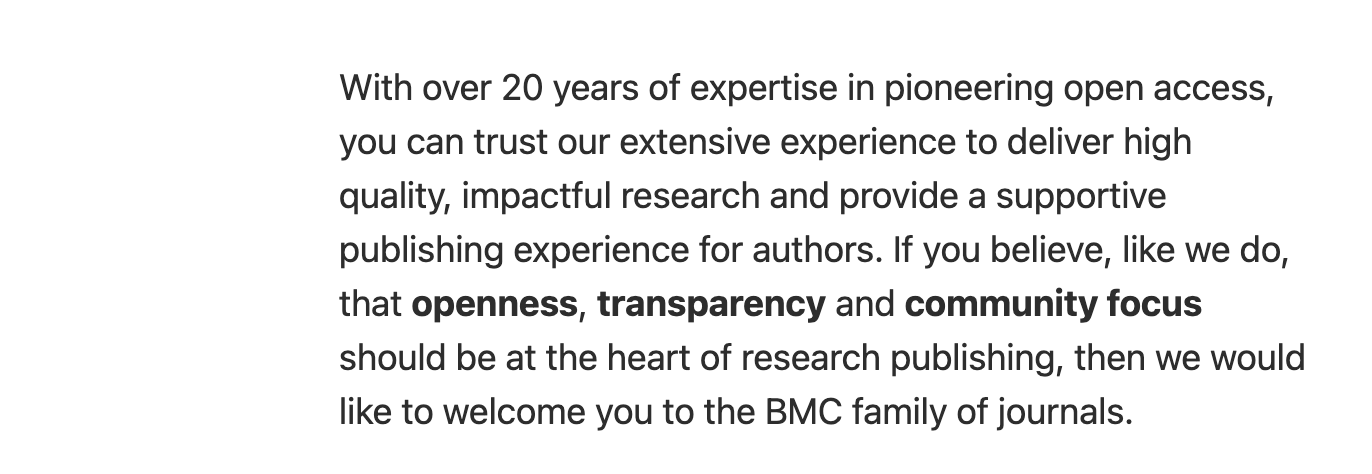 With over 20 years of expertise in pioneering open access,
you can trust our extensive experience to deliver high
quality, impactful research and provide a supportive
publishing experience for authors. If you believe, like we do,
that openness, transparency and community focus
should be at the heart of research publishing, then we would
like to welcome you to the BMC family of journals.